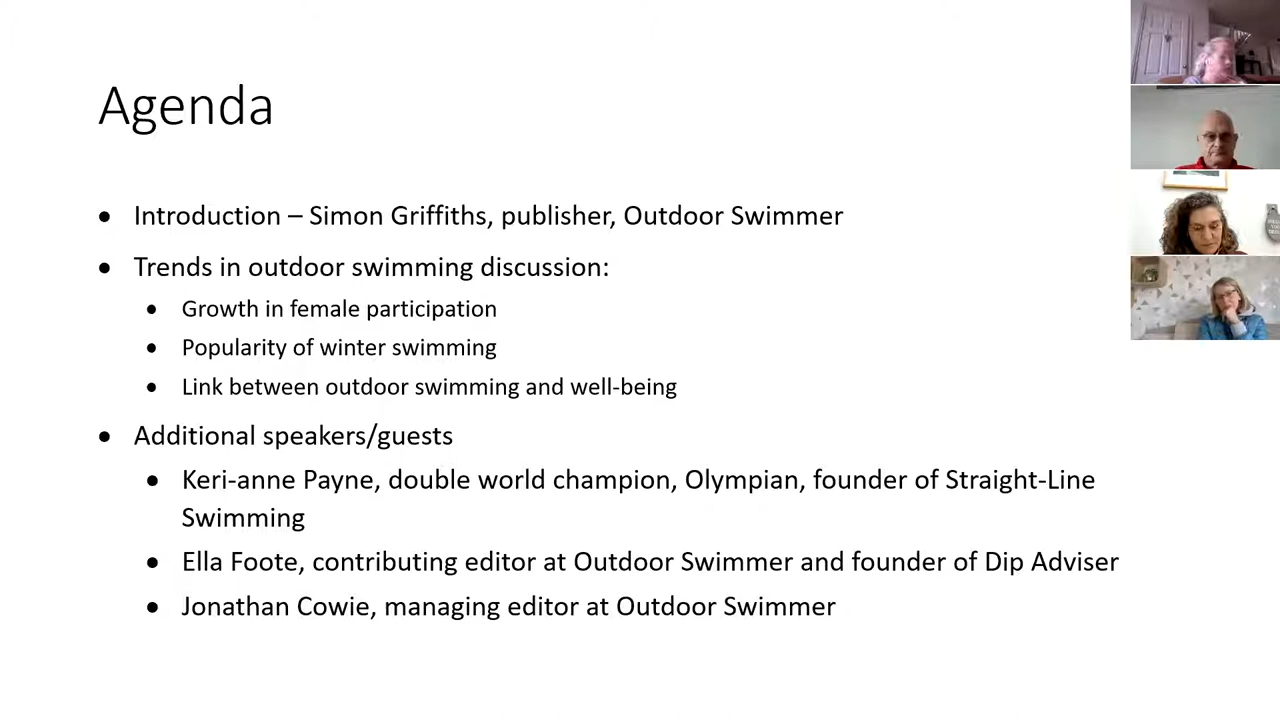 Agenda
• Introduction – Simon Griffiths, publisher, Outdoor Swimmer
• Trends in outdoor swimming discussion:
• Growth in female participation
• Popularity of winter swimming
• Link between outdoor swimming and well-being
• Additional speakers/guests
• Keri-anne Payne, double world champion, Olympian, founder of Straight-Line
Swimming
• Ella Foote, contributing editor at Outdoor Swimmer and founder of Dip Adviser
• Jonathan Cowie, managing editor at Outdoor Swimmer